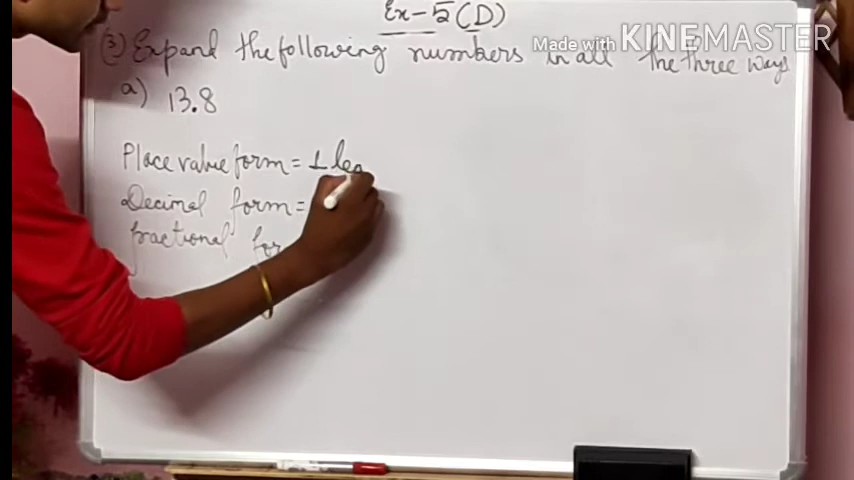 Ex-5(D)
Made with KINEMASTER
(3) Expand the following numbers in all the three ways
a) 13.8
Place value form = 1 ten
Decimal form =
fractional for